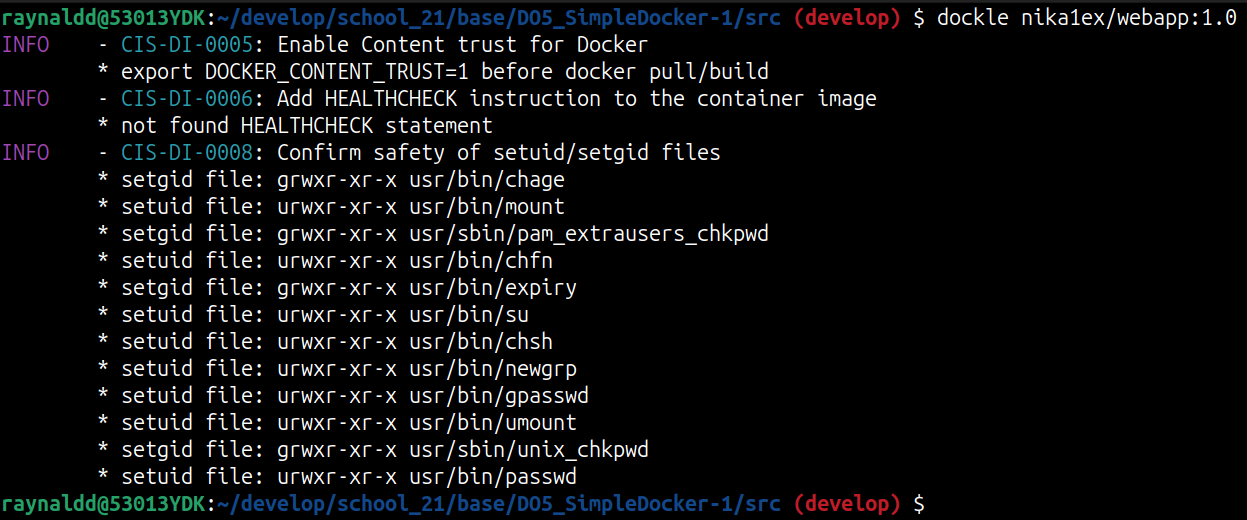 raynaldd@53013YDK:~/develop/school_21/base/DO5_SimpleDocker-1/src (develop) $ dockle nika1ex/webapp:1.0
INFO - CIS-DI-0005: Enable Content trust for Docker
* export DOCKER_CONTENT_TRUST=1 before docker pull/build
INFO - CIS-DI-0006: Add HEALTHCHECK instruction to the container image
* not found HEALTHCHECK statement
INFO - CIS-DI-0008: Confirm safety of setuid/setgid files
* setgid file: grwxr-xr-x usr/bin/chage
* setuid file: urwxr-xr-x usr/bin/mount
* setgid file: grwxr-xr-x usr/sbin/pam_extrausers_chkpwd
* setuid file: urwxr-xr-x usr/bin/chfn
* setgid file: grwxr-xr-x usr/bin/expiry
* setuid file: urwxr-xr-x usr/bin/su
* setuid file: urwxr-xr-x usr/bin/chsh
* setuid file: urwxr-xr-x usr/bin/newgrp
* setuid file: urwxr-xr-x usr/bin/gpasswd
* setuid file: urwxr-xr-x usr/bin/umount
* setgid file: grwxr-xr-x usr/sbin/unix_chkpwd
* setuid file: urwxr-xr-x usr/bin/passwd
raynaldd@53013YDK:~/develop/school_21/base/DO5_SimpleDocker-1/src (develop) $